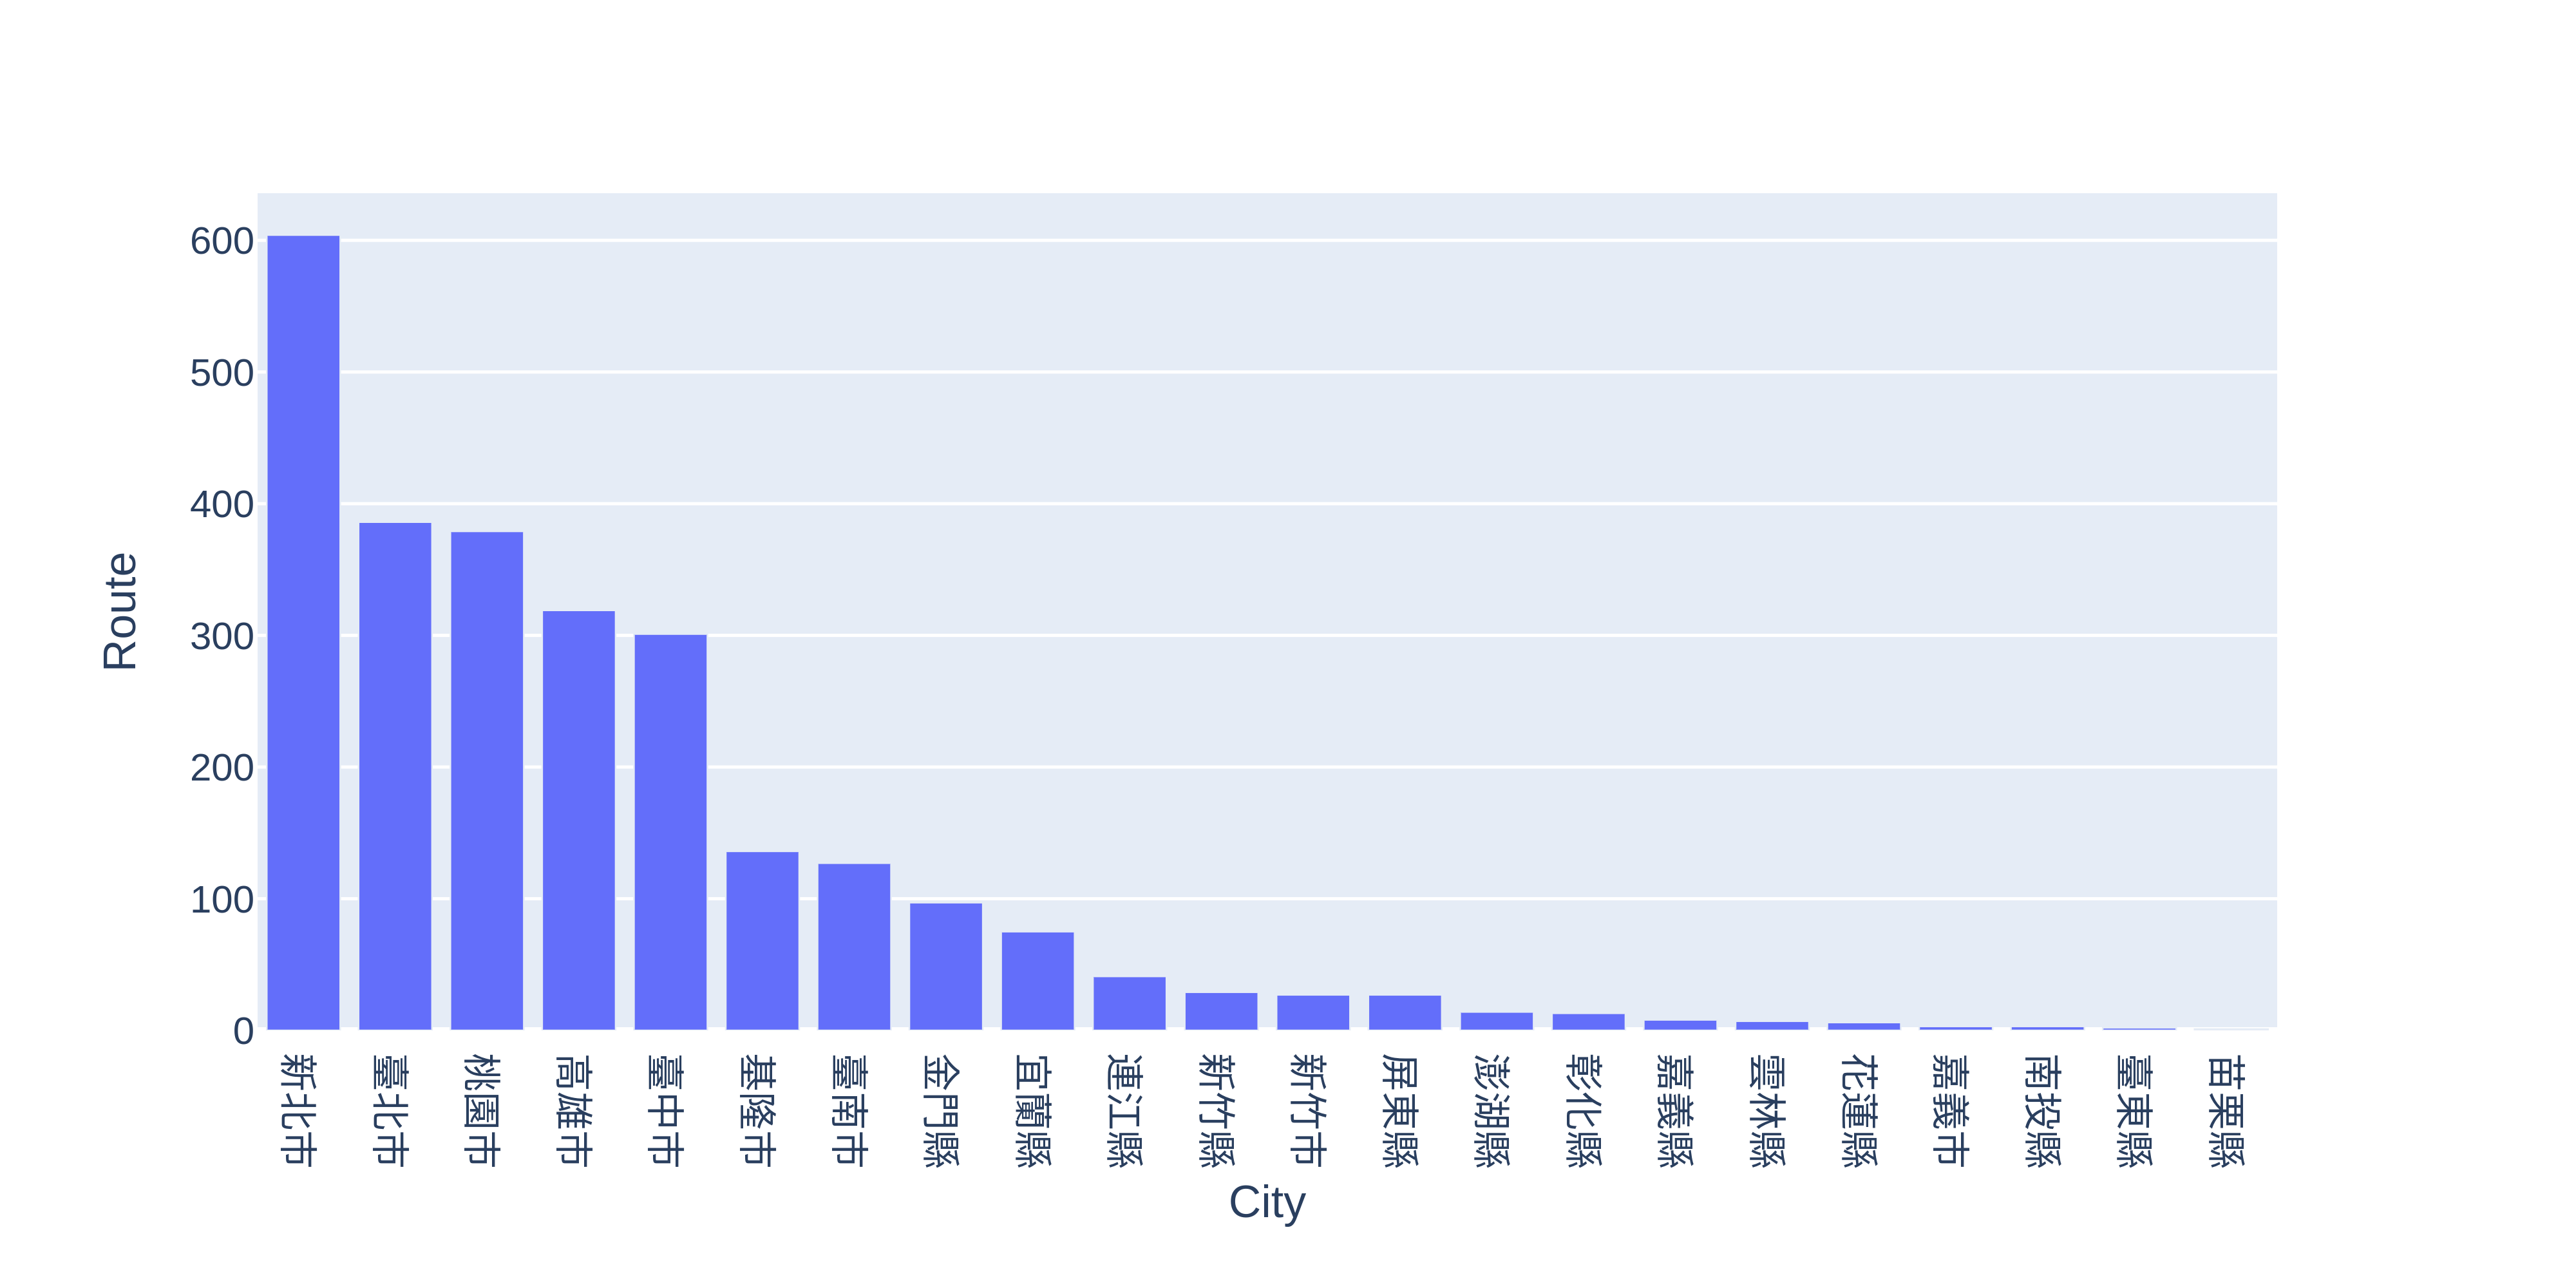 600
500
400
300
200
100
0
Route
新北市
臺北市
桃園市
高雄市
臺中市
基隆市
臺南市
金門縣
宜蘭縣
連江縣
新竹縣
新竹市
屏東縣
澎湖縣
彰化縣
嘉義縣
雲林縣
花蓮縣
嘉義市
南投縣
臺東縣
苗栗縣
City